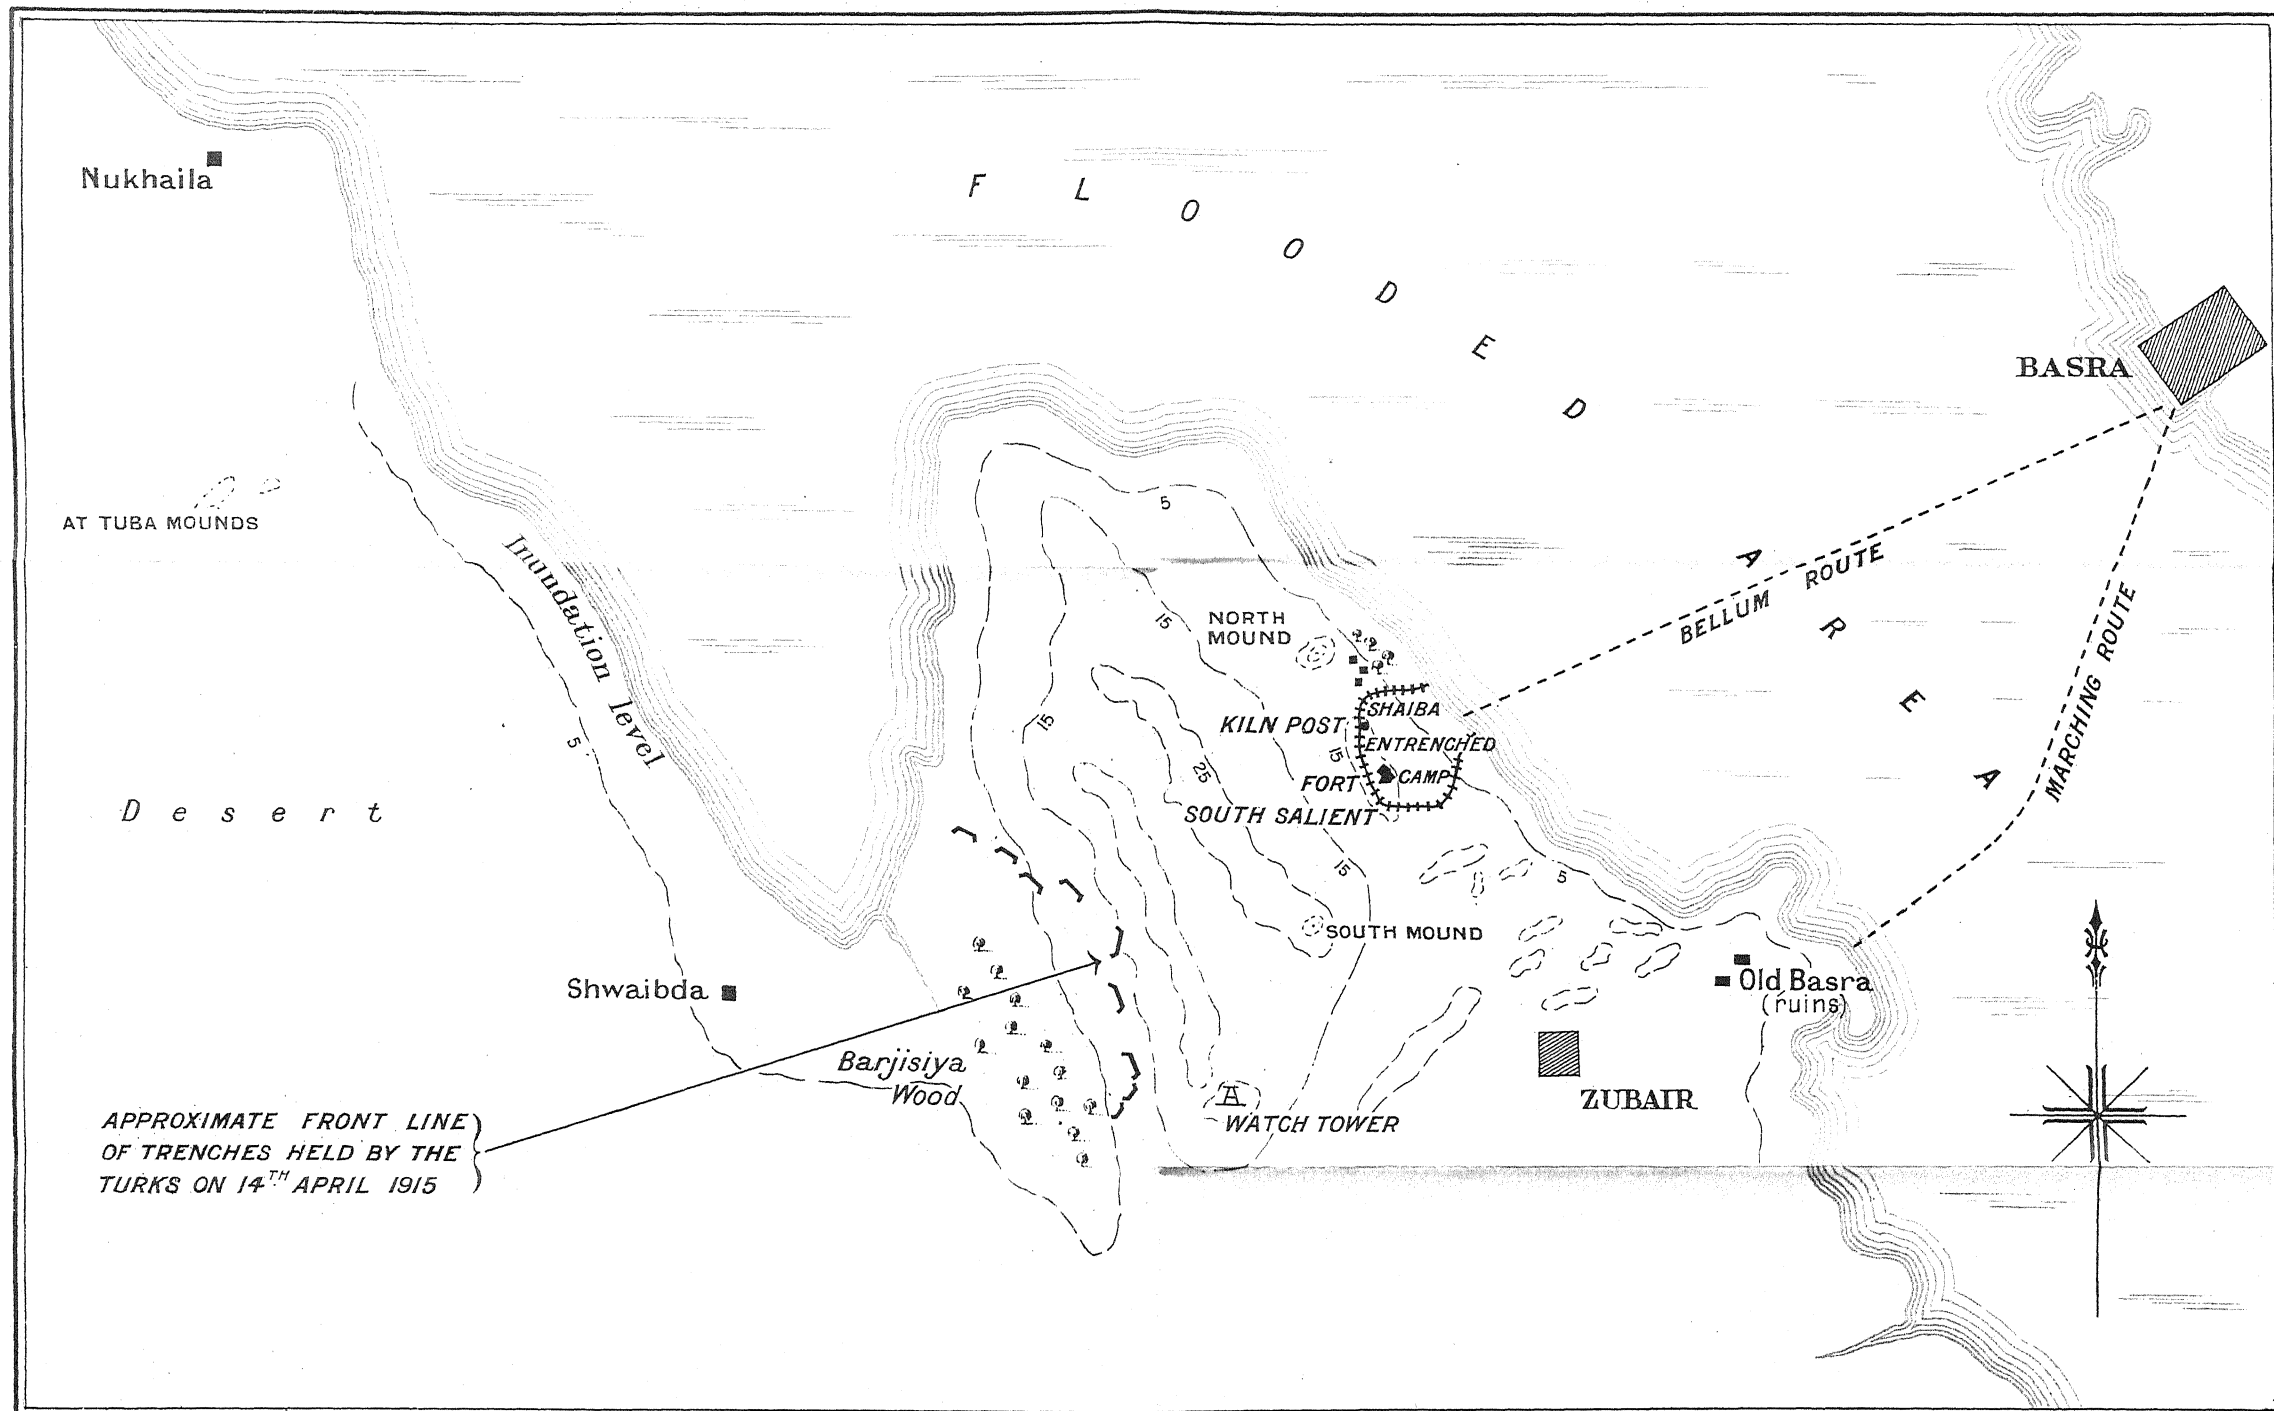 Nukhaila
F L O O D E D
A R E A
BASRA
AT TUBA MOUNDS
Inundation level
5
5
15
15
25
15
15
5
BELLUM ROUTE
MARCHING ROUTE
NORTH
MOUND
SHAIBA
KILN POST
ENTRENCHED
FORT
CAMP
SOUTH SALIENT
Desert
SOUTH MOUND
Shwaibda
Old Basra
(ruins)
Barjisiya
Wood
ZUBAIR
WATCH TOWER
APPROXIMATE FRONT LINE
OF TRENCHES HELD BY THE
TURKS ON 14TH APRIL 1915